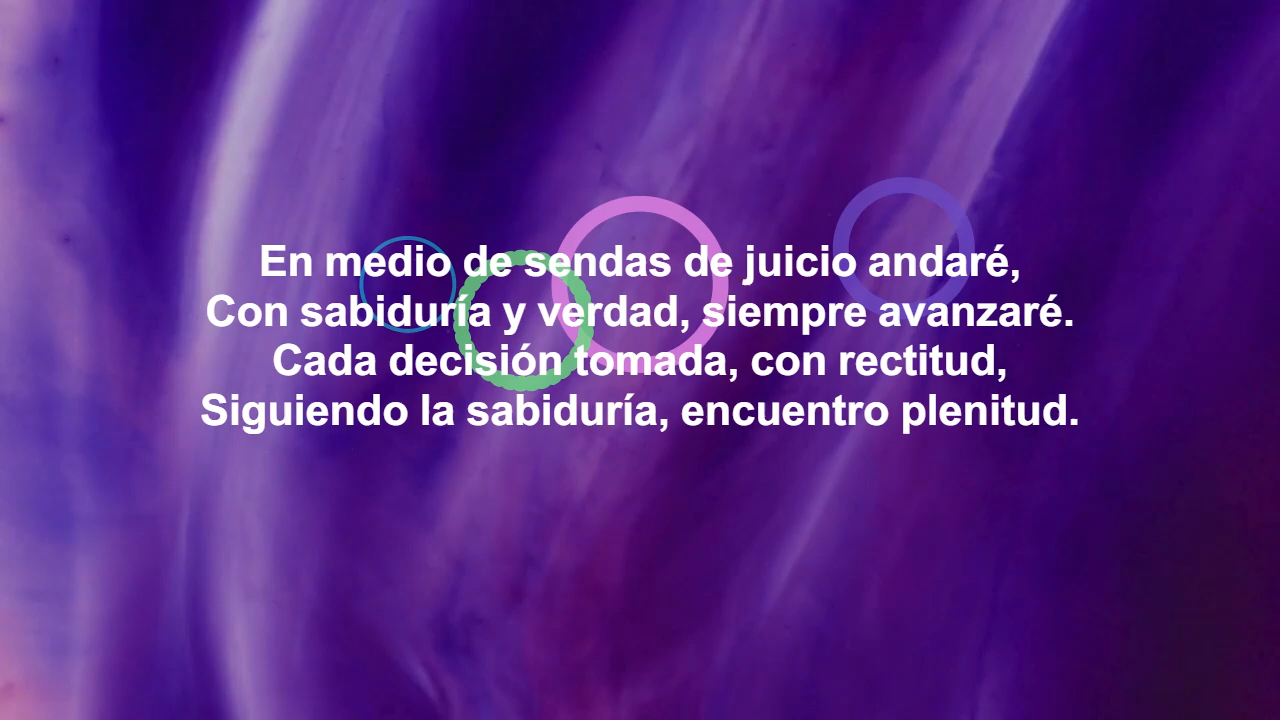 En medio de sendas de juicio andaré,
Con sabiduría y verdad, siempre avanzaré.
Cada decisión tomada, con rectitud,
Siguiendo la sabiduría, encuentro plenitud.